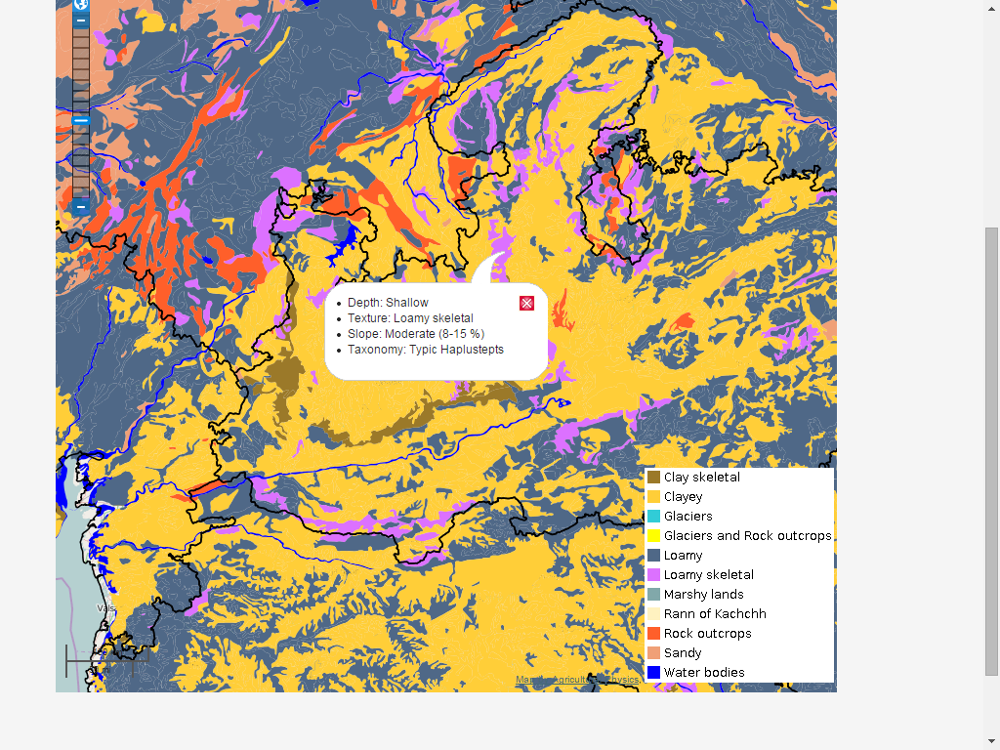 Depth: Shallow
Texture: Loamy skeletal
Slope: Moderate (8-15 %)
Taxonomy: Typic Haplustepts
Clay skeletal
Clayey
Glaciers
Glaciers and Rock outcrops
Loamy
Loamy skeletal
Marshy lands
Rann of Kachchh
Rock outcrops
Sandy
Water bodies